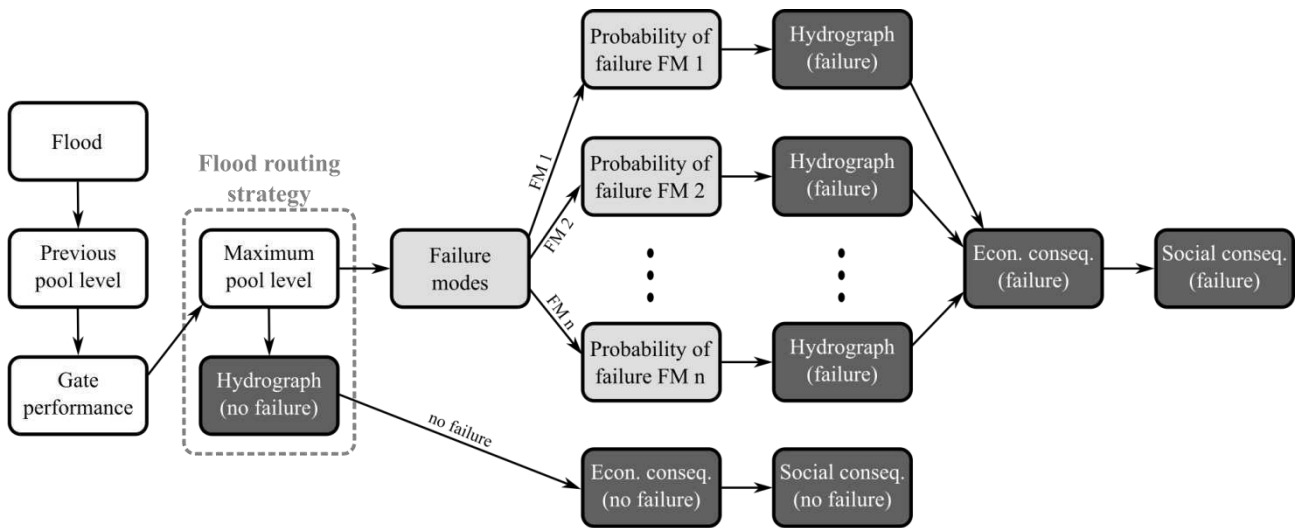 Flood
Previous
pool level
Gate
performance
Flood routing
strategy
Maximum
pool level
Hydrograph
(no failure)
Failure
modes
FM 1
FM 2
FM n
no failure
Probability of
failure FM 1
Hydrograph
(failure)
Probability of
failure FM 2
Hydrograph
(failure)
Probability of
failure FM n
Hydrograph
(failure)
Econ. conseq.
(failure)
Social conseq.
(failure)
Econ. conseq.
(no failure)
Social conseq.
(no failure)